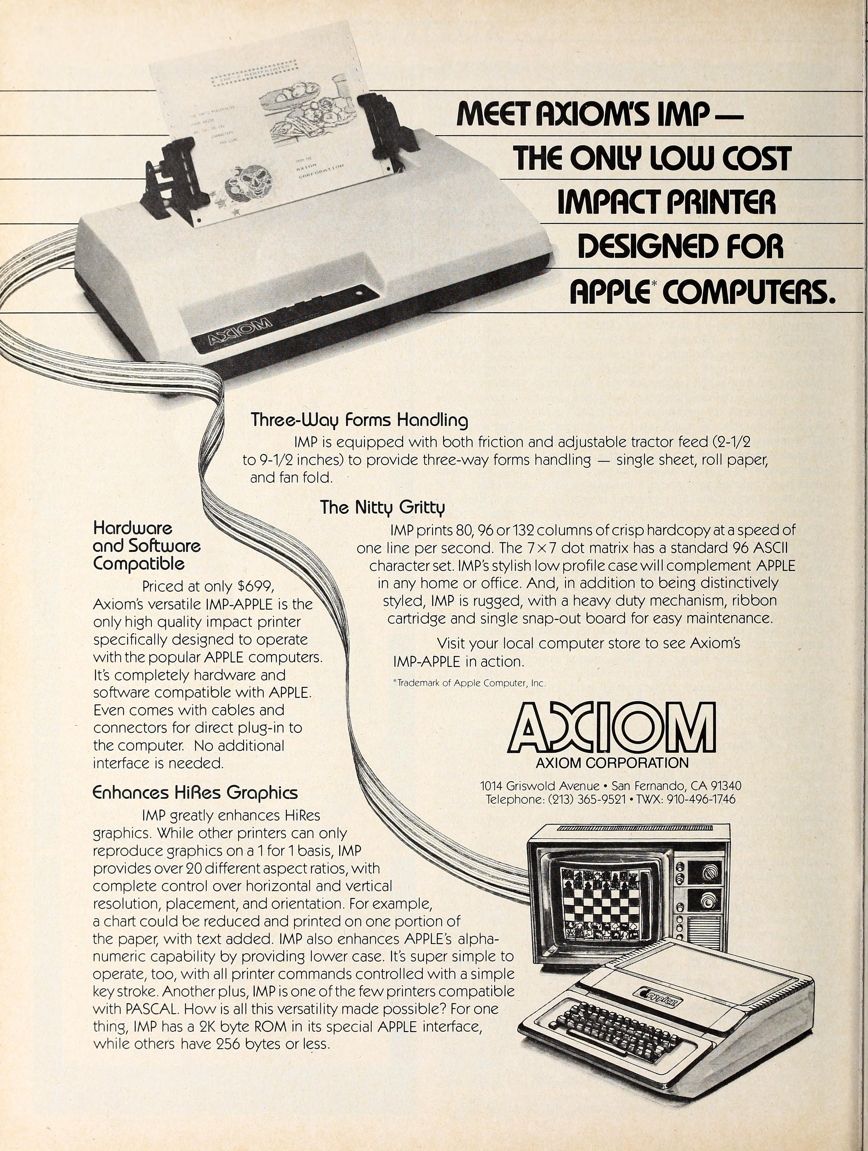 MEET AXIOM'S IMP —
THE ONLY LOW COST
IMPACT PRINTER
DESIGNED FOR
APPLE* COMPUTERS.
AXIOM
CORPORATION
AXIOM
Three-Way Forms Handling
IMP is equipped with both friction and adjustable tractor feed (2-1/2
to 9-1/2 inches) to provide three-way forms handling — single sheet, roll paper,
and fan fold.
The Nitty Gritty
IMP prints 80, 96 or 132 columns of crisp hardcopy at a speed of
one line per second. The 7×7 dot matrix has a standard 96 ASCII
character set. IMP's stylish low profile case will complement APPLE
in any home or office. And, in addition to being distinctively
styled, IMP is rugged, with a heavy duty mechanism, ribbon
cartridge and single snap-out board for easy maintenance.
Visit your local computer store to see Axiom's
IMP-APPLE in action.
*Trademark of Apple Computer, Inc.
Hardware
and Software
Compatible
Priced at only $699,
Axiom's versatile IMP-APPLE is the
only high quality impact printer
specifically designed to operate
with the popular APPLE computers.
It's completely hardware and
software compatible with APPLE.
Even comes with cables and
connectors for direct plug-in to
the computer. No additional
interface is needed.
Enhances HiRes Graphics
IMP greatly enhances HiRes
graphics. While other printers can only
reproduce graphics on a 1 for 1 basis, IMP
provides over 20 different aspect ratios, with
complete control over horizontal and vertical
resolution, placement, and orientation. For example,
a chart could be reduced and printed on one portion of
the paper, with text added. IMP also enhances APPLE'S alpha-
numeric capability by providing lower case. It's super simple to
operate, too, with all printer commands controlled with a simple
key stroke. Another plus, IMP is one of the few printers compatible
with PASCAL. How is all this versatility made possible? For one
thing, IMP has a 2K byte ROM in its special APPLE interface,
while others have 256 bytes or less.
AXIOM
AXIOM CORPORATION
1014 Griswold Avenue • San Fernando, CA 91340
Telephone: (213) 365-9521 • TWX: 910-496-1746